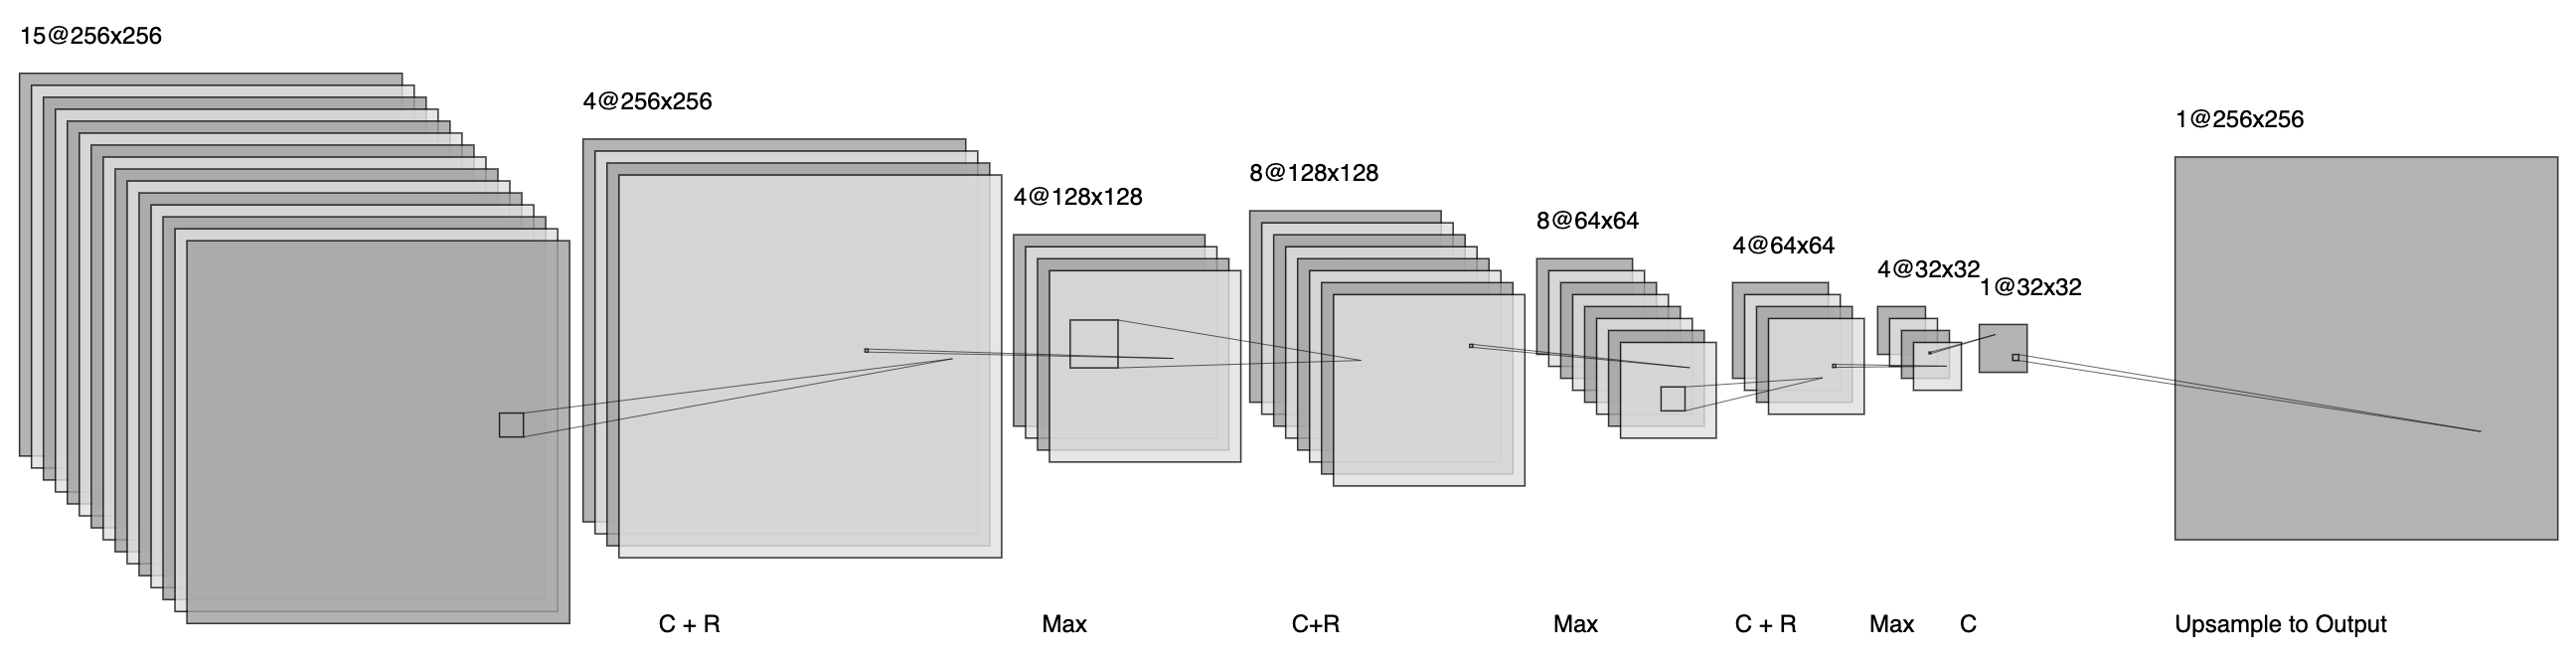 15@256x256
4@256x256
4@128x128
8@128x128
8@64x64
4@64x64
4@32x32
1@32x32
1@256x256
C + R
Max
C+R
Max
C + R
Max
C
Upsample to Output